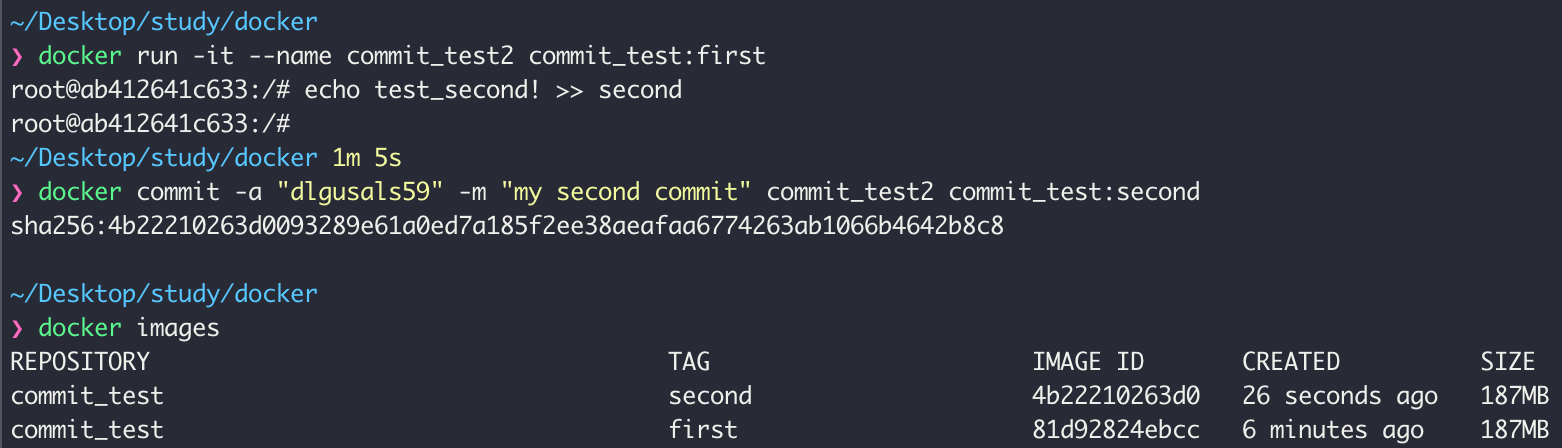 ~/Desktop/study/docker
❯ docker run -it --name commit_test2 commit_test:first
root@ab412641c633:/# echo test_second! >> second
root@ab412641c633:/#
~/Desktop/study/docker 1m 5s
❯ docker commit -a "dlgusals59" -m "my second commit" commit_test2 commit_test:second
sha256:4b22210263d0093289e61a0ed7a185f2ee38aeafaa6774263ab1066b4642b8c8
~/Desktop/study/docker
❯ docker images
REPOSITORY TAG IMAGE ID CREATED SIZE
commit_test second 4b22210263d0 26 seconds ago 187MB
commit_test first 81d92824ebcc 6 minutes ago 187MB